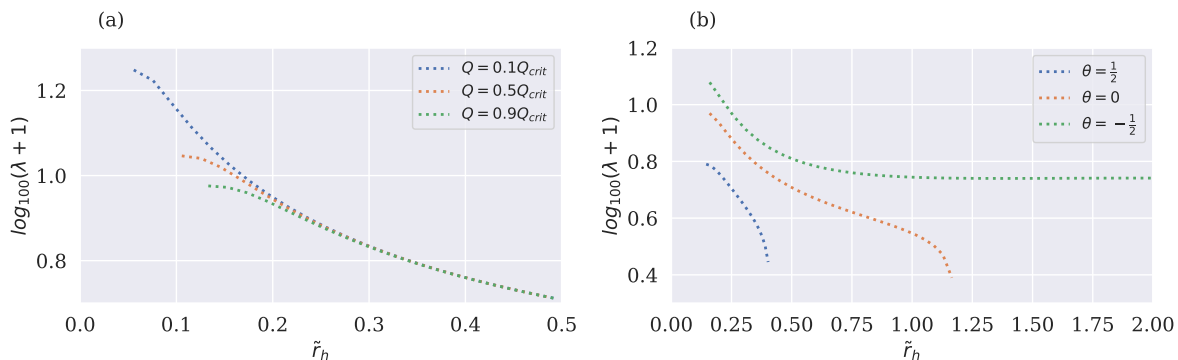 (a)
log₁₀₀(λ + 1)
1.2
1.0
0.8
0.0 0.1 0.2 0.3 0.4 0.5
r̃ₕ
Q = 0.1Q_crit
Q = 0.5Q_crit
Q = 0.9Q_crit
(b)
log₁₀₀(λ + 1)
1.2
1.0
0.8
0.6
0.4
0.00 0.25 0.50 0.75 1.00 1.25 1.50 1.75 2.00
r̃ₕ
θ = 1/2
θ = 0
θ = −1/2